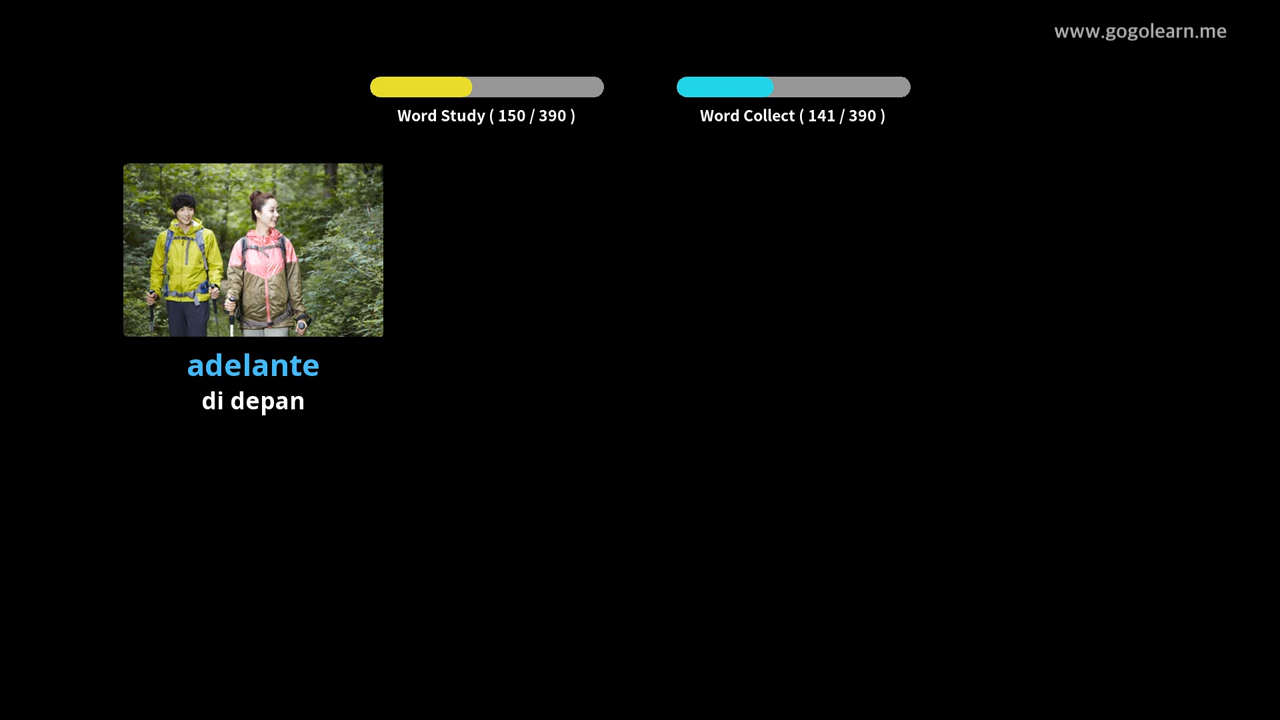 www.gogolearn.me
Word Study ( 150 / 390 )
Word Collect ( 141 / 390 )
adelante
di depan